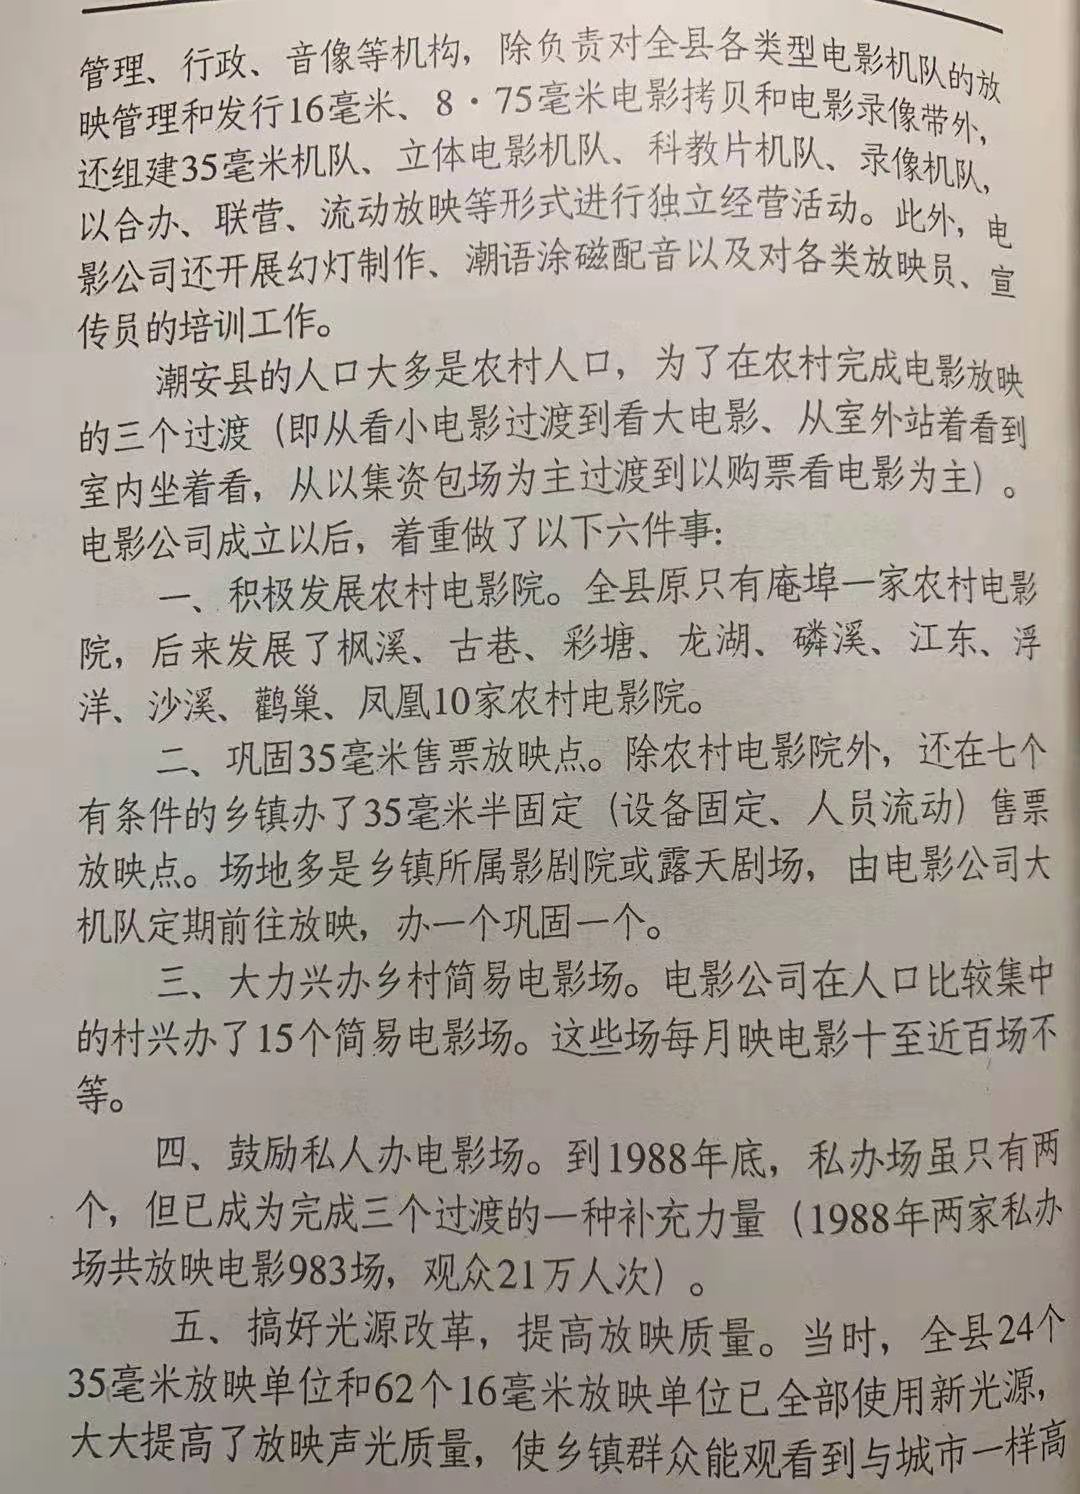 管理、行政、音像等机构，除负责对全县各类型电影机队的放
映管理和发行16毫米、8·75毫米电影拷贝和电影录像带外，
还组建35毫米机队、立体电影机队、科教片机队、录像机队，
以合办、联营、流动放映等形式进行独立经营活动。此外，电
影公司还开展幻灯制作、潮语涂磁配音以及对各类放映员、宣
传员的培训工作。
潮安县的人口大多是农村人口，为了在农村完成电影放映
的三个过渡（即从看小电影过渡到看大电影、从室外站着看到
室内坐着看，从以集资包场为主过渡到以购票看电影为主）。
电影公司成立以后，着重做了以下六件事：
一、积极发展农村电影院。全县原只有庵埠一家农村电影
院，后来发展了枫溪、古巷、彩塘、龙湖、磷溪、江东、浮
洋、沙溪、鹳巢、凤凰10家农村电影院。
二、巩固35毫米售票放映点。除农村电影院外，还在七个
有条件的乡镇办了35毫米半固定（设备固定、人员流动）售票
放映点。场地多是乡镇所属影剧院或露天剧场，由电影公司大
机队定期前往放映，办一个巩固一个。
三、大力兴办乡村简易电影场。电影公司在人口比较集中
的村兴办了15个简易电影场。这些场每月映电影十至近百场不
等。
四、鼓励私人办电影场。到1988年底，私办场虽只有两
个，但已成为完成三个过渡的一种补充力量（1988年两家私办
场共放映电影983场，观众21万人次）。
五、搞好光源改革，提高放映质量。当时，全县24个
35毫米放映单位和62个16毫米放映单位已全部使用新光源，
大大提高了放映声光质量，使乡镇群众能观看到与城市一样高